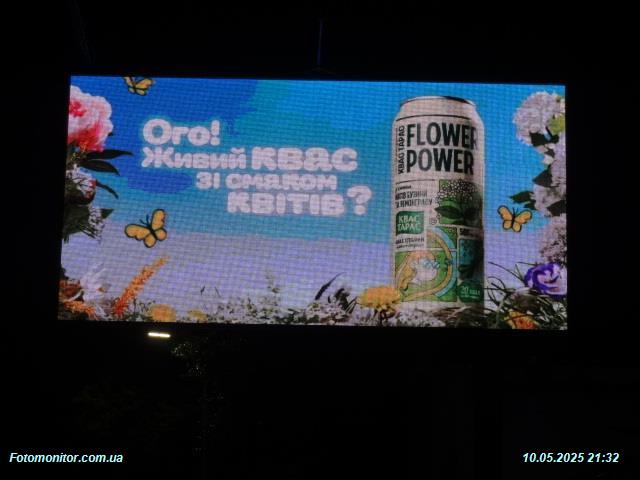 Ого!
Живий квас
зі смаком
квітів?
КВАС ТАРАС
FLOWER
POWER
КВАС
ТАРАС
Fotomonitor.com.ua
10.05.2025 21:32